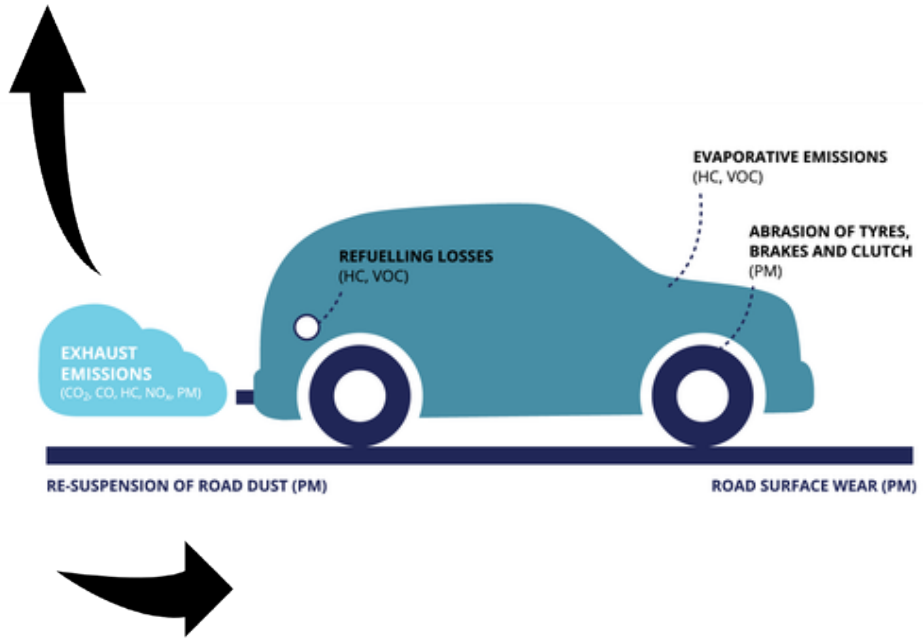 EVAPORATIVE EMISSIONS
(HC, VOC)
ABRASION OF TYRES,
BRAKES AND CLUTCH
(PM)
REFUELLING LOSSES
(HC, VOC)
EXHAUST
EMISSIONS
(CO₂, CO, HC, NOₓ, PM)
RE-SUSPENSION OF ROAD DUST (PM)
ROAD SURFACE WEAR (PM)